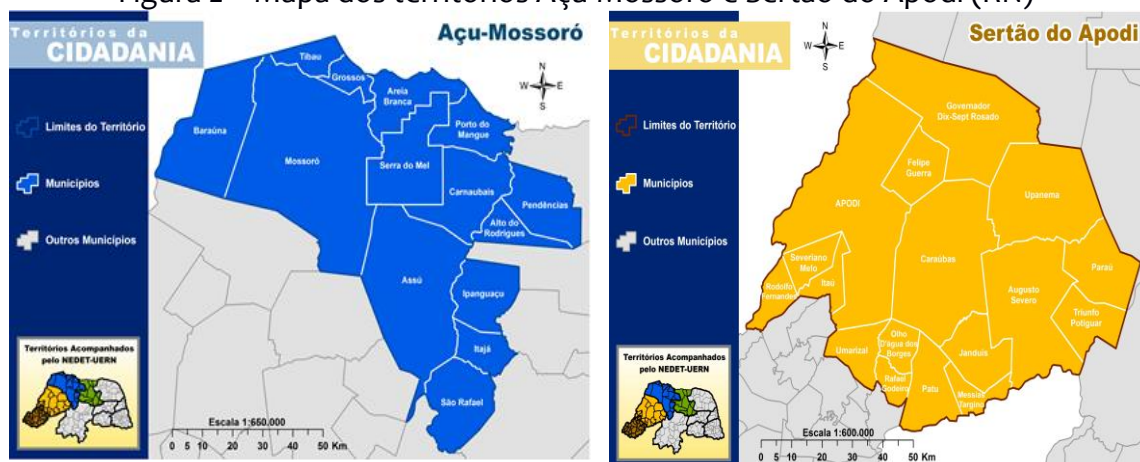 Figura 1 – mapa dos territórios Açu mossoró e Sertão do Apodi (RN)
Territórios da
CIDADANIA
Açu-Mossoró
N
W E
S
Limites do Território
Municípios
Outros Municípios
Territórios Acompanhados
pelo NEDET-UERN
Tibau
Grossos
Areia
Branca
Baraúna
Porto do
Mangue
Mossoró
Serra do Mel
Carnaubais
Pendências
Alto do
Rodrigues
Assú
Ipanguaçu
Itajá
São Rafael
Escala 1:650.000
0 5 10 20 30 40 50 Km
Territórios da
CIDADANIA
Sertão do Apodi
N
W E
S
Limites do Território
Municípios
Outros Municípios
Territórios Acompanhados
pelo NEDET-UERN
Governador
Dix-Sept Rosado
Felipe
Guerra
APODI
Upanema
Severiano
Melo
Caraúbas
Paraú
Rodolfo
Fernandes
Itaú
Augusto
Severo
Triunfo
Potiguar
Umarizal
Olho
D'água dos
Borges
Janduís
Rafael
Godeiro
Patu
Messias
Targino
Escala 1:600.000
0 5 10 20 30 40 50 Km